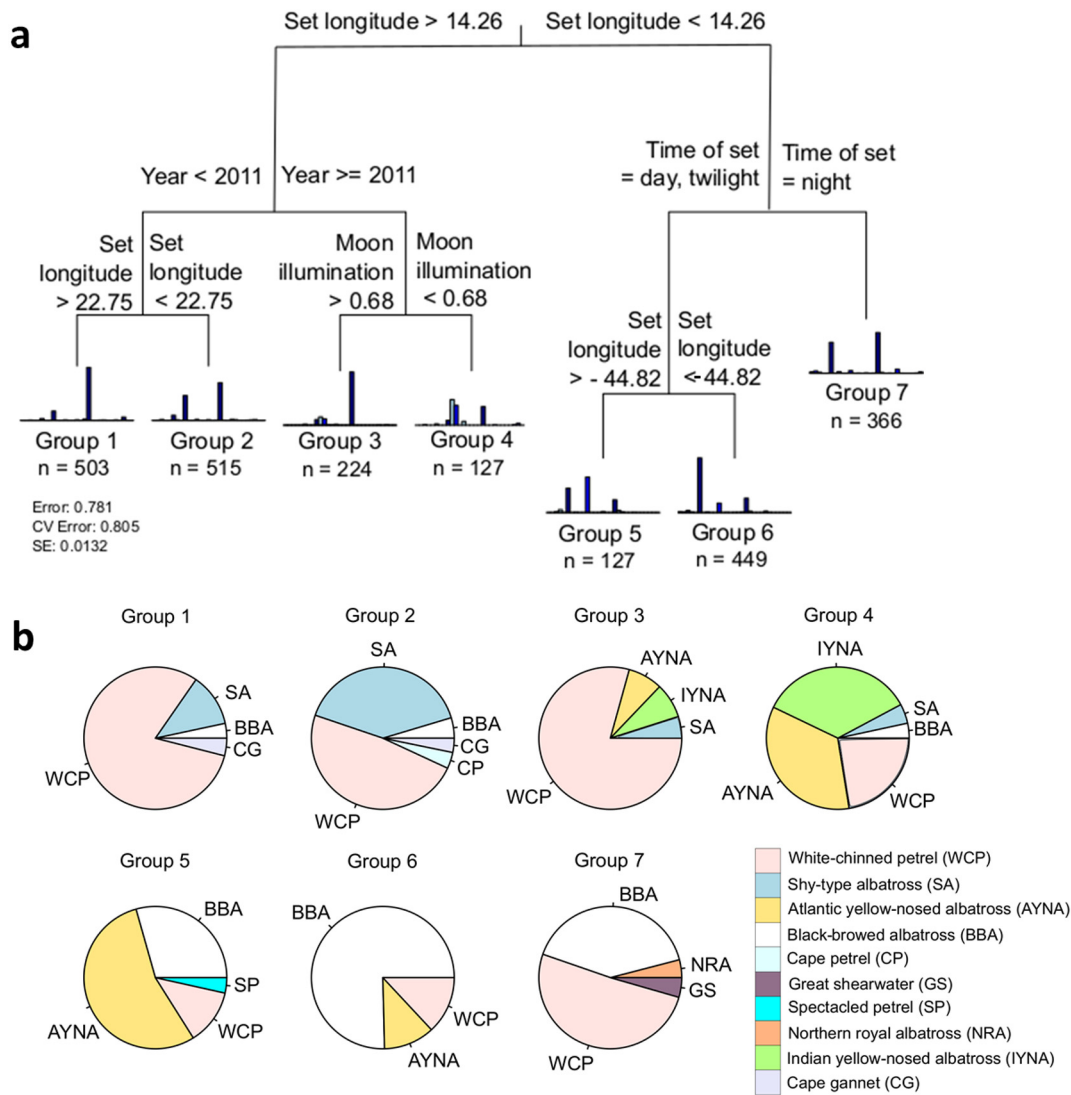 a
Set longitude > 14.26
Set longitude < 14.26
Year < 2011
Year >= 2011
Time of set
= day, twilight
Time of set
= night
Set
longitude
> 22.75
Set
longitude
< 22.75
Moon
illumination
> 0.68
Moon
illumination
< 0.68
Set
longitude
> - 44.82
Set
longitude
<-44.82
Group 1
n = 503
Group 2
n = 515
Group 3
n = 224
Group 4
n = 127
Group 7
n = 366
Group 5
n = 127
Group 6
n = 449
Error: 0.781
CV Error: 0.805
SE: 0.0132
b
Group 1
SA
BBA
CG
WCP
Group 2
SA
BBA
CG
CP
WCP
Group 3
AYNA
IYNA
SA
WCP
Group 4
IYNA
SA
BBA
WCP
AYNA
Group 5
BBA
SP
WCP
AYNA
Group 6
BBA
WCP
AYNA
Group 7
BBA
NRA
GS
WCP
White-chinned petrel (WCP)
Shy-type albatross (SA)
Atlantic yellow-nosed albatross (AYNA)
Black-browed albatross (BBA)
Cape petrel (CP)
Great shearwater (GS)
Spectacled petrel (SP)
Northern royal albatross (NRA)
Indian yellow-nosed albatross (IYNA)
Cape gannet (CG)